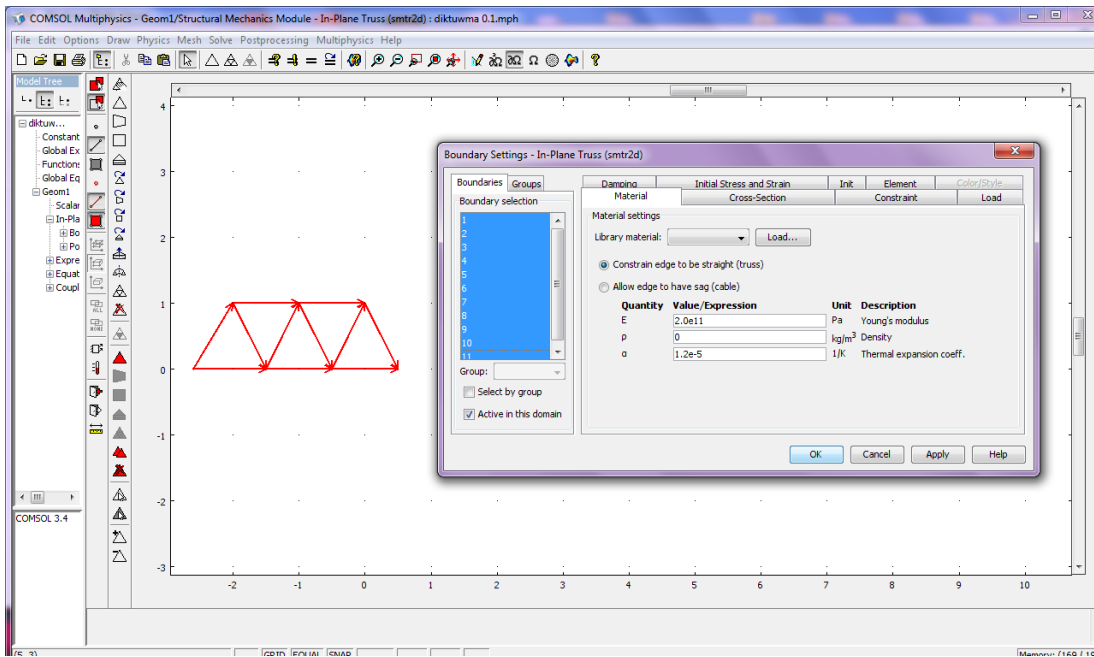 COMSOL Multiphysics - Geom1/Structural Mechanics Module - In-Plane Truss (smtr2d) : diktuwma 0.1.mph
File Edit Options Draw Physics Mesh Solve Postprocessing Multiphysics Help
Model Tree
diktuw...
Constant
Global Ex
Function:
Global Eq
Geom1
Scalar
In-Pla
Bo
Po
Expre
Equat
Coupl
COMSOL 3.4
4
3
2
1
0
-1
-2
-3
-2 -1 0 1 2 3 4 5 6 7 8 9 10
Boundary Settings - In-Plane Truss (smtr2d)
Boundaries Groups
Boundary selection
1
2
3
4
5
6
7
8
9
10
11
Group:
Select by group
Active in this domain
Damping Initial Stress and Strain Init Element Color/Style
Material Cross-Section Constraint Load
Material settings
Library material: Load...
Constrain edge to be straight (truss)
Allow edge to have sag (cable)
Quantity Value/Expression Unit Description
E 2.0e11 Pa Young's modulus
ρ 0 kg/m³ Density
α 1.2e-5 1/K Thermal expansion coeff.
OK Cancel Apply Help
(5, 3) GRID EQUAL SNAP Memory: (169 / 19